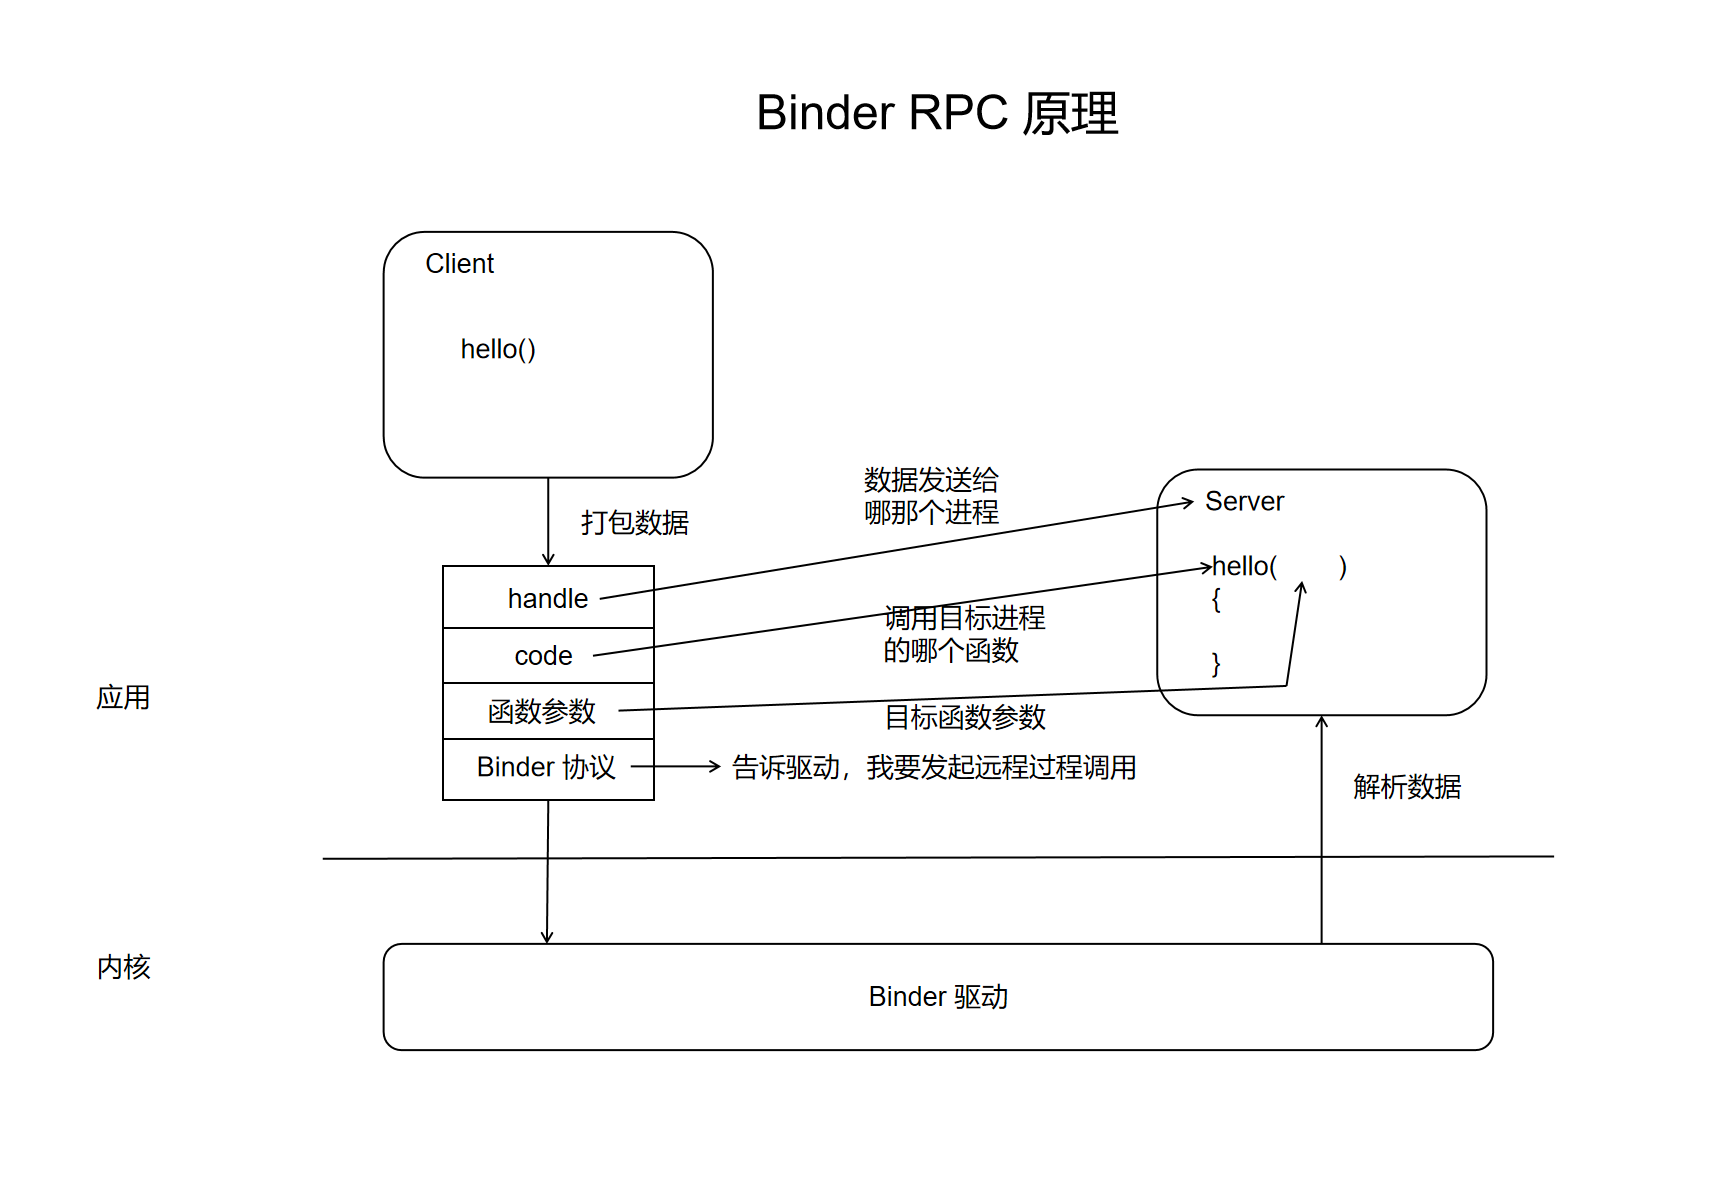 Binder RPC 原理
Client
hello()
打包数据
handle
code
函数参数
Binder 协议
数据发送给
哪那个进程
调用目标进程
的哪个函数
目标函数参数
告诉驱动，我要发起远程过程调用
Server
hello( )
{
}
解析数据
应用
内核
Binder 驱动